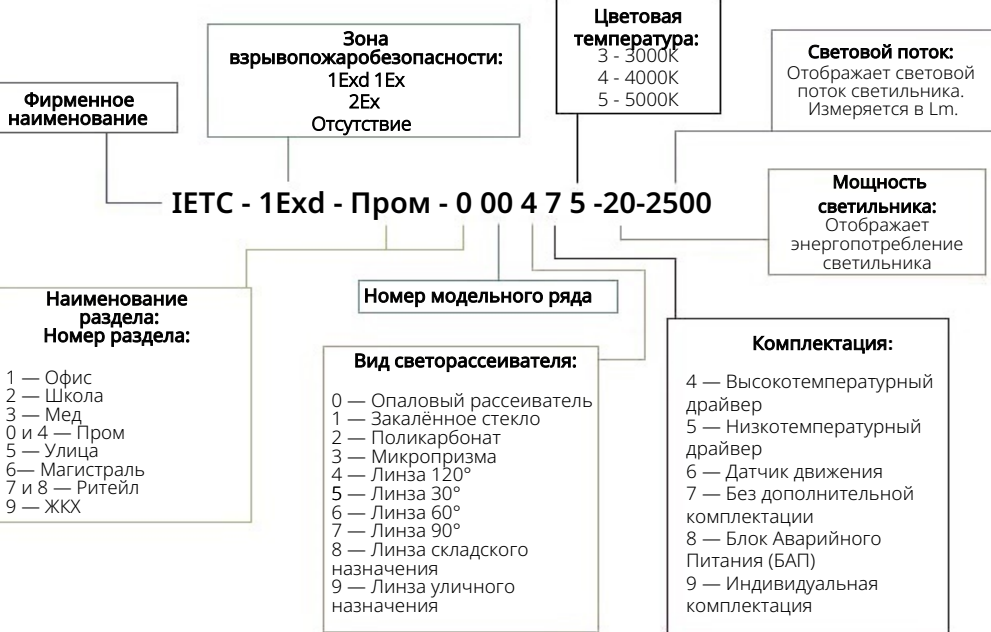 Цветовая
температура:
3 - 3000К
4 - 4000К
5 - 5000К
Зона
взрывопожаробезопасности:
1Exd 1Ex
2Ex
Отсутствие
Световой поток:
Отображает световой
поток светильника.
Измеряется в Lm.
Фирменное
наименование
IETC - 1Exd - Пром - 0 00 4 7 5 -20-2500
Мощность
светильника:
Отображает
энергопотребление
светильника
Наименование
раздела:
Номер раздела:
1 — Офис
2 — Школа
3 — Мед
0 и 4 — Пром
5 — Улица
6— Магистраль
7 и 8 — Ритейл
9 — ЖКХ
Номер модельного ряда
Вид светорассеивателя:
0 — Опаловый рассеиватель
1 — Закалённое стекло
2 — Поликарбонат
3 — Микропризма
4 — Линза 120°
5 — Линза 30°
6 — Линза 60°
7 — Линза 90°
8 — Линза складского
назначения
9 — Линза уличного
назначения
Комплектация:
4 — Высокотемпературный
драйвер
5 — Низкотемпературный
драйвер
6 — Датчик движения
7 — Без дополнительной
комплектации
8 — Блок Аварийного
Питания (БАП)
9 — Индивидуальная
комплектация